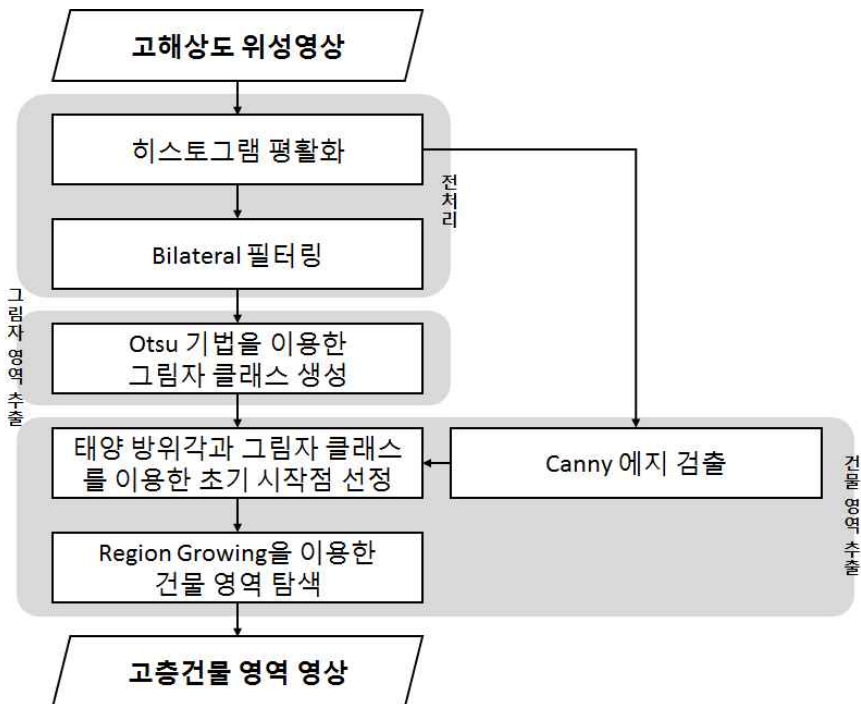 고해상도 위성영상
히스토그램 평활화
전처리
Bilateral 필터링
그림자 영역 추출
Otsu 기법을 이용한
그림자 클래스 생성
태양 방위각과 그림자 클래스
를 이용한 초기 시작점 선정
Canny 에지 검출
건물 영역 추출
Region Growing을 이용한
건물 영역 탐색
고층건물 영역 영상